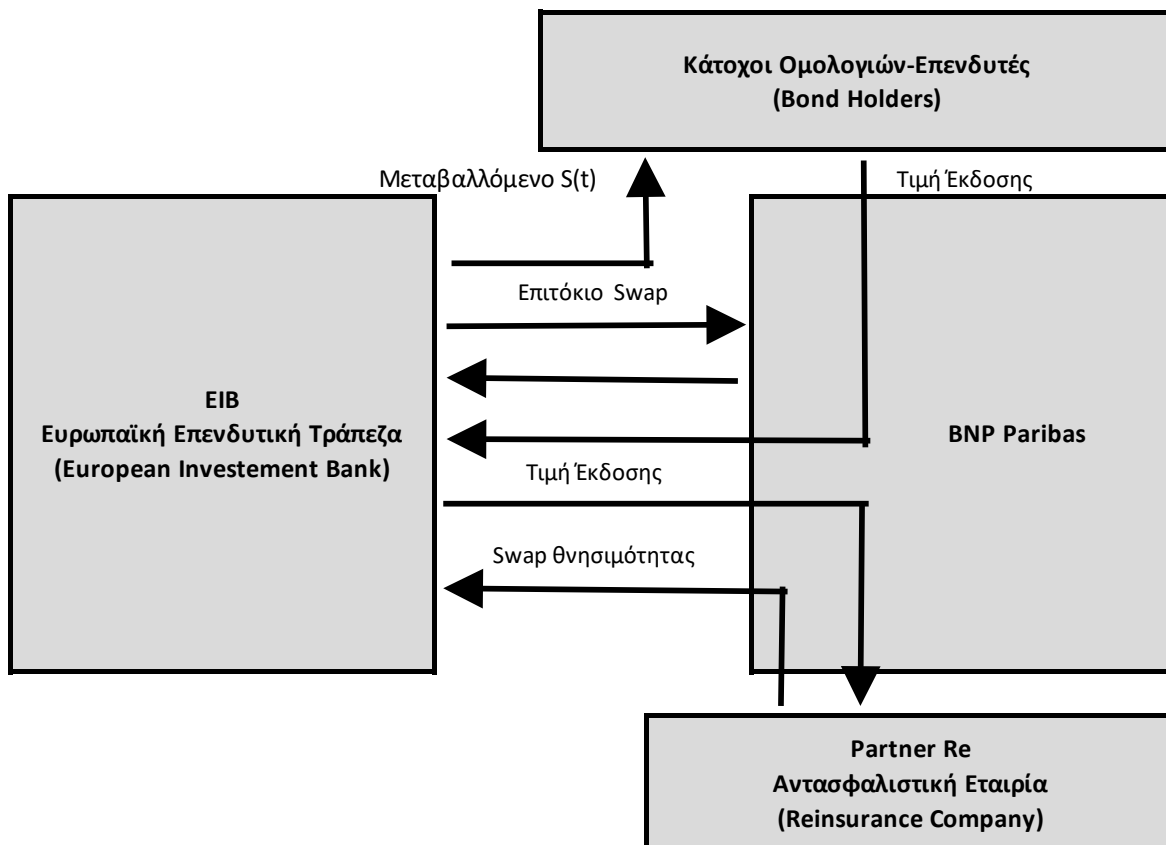 Κάτοχοι Ομολογιών-Επενδυτές
(Bond Holders)
Μεταβαλλόμενο S(t)
Τιμή Έκδοσης
Επιτόκιο Swap
EIB
Ευρωπαϊκή Επενδυτική Τράπεζα
(European Investement Bank)
BNP Paribas
Τιμή Έκδοσης
Swap θνησιμότητας
Partner Re
Αντασφαλιστική Εταιρία
(Reinsurance Company)